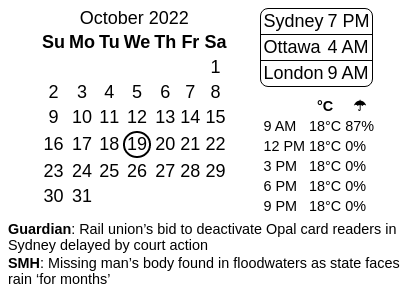 October 2022
Su Mo Tu We Th Fr Sa
1
2 3 4 5 6 7 8
9 10 11 12 13 14 15
16 17 18 19 20 21 22
23 24 25 26 27 28 29
30 31
Sydney 7 PM
Ottawa 4 AM
London 9 AM
°C ☂
9 AM 18°C 87%
12 PM 18°C 0%
3 PM 18°C 0%
6 PM 18°C 0%
9 PM 18°C 0%
Guardian: Rail union’s bid to deactivate Opal card readers in
Sydney delayed by court action
SMH: Missing man’s body found in floodwaters as state faces
rain ‘for months’